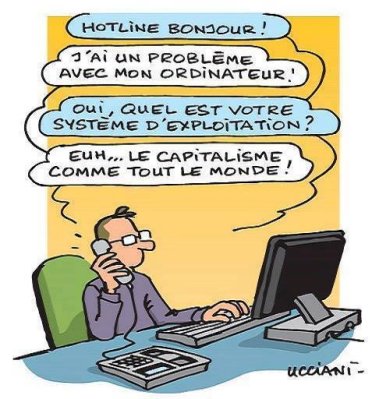 HOTLINE BONJOUR !
J'AI UN PROBLÈME
AVEC MON ORDINATEUR !
OUI, QUEL EST VOTRE
SYSTÈME D'EXPLOITATION ?
EUH... LE CAPITALISME
COMME TOUT LE MONDE !
UCCIANI